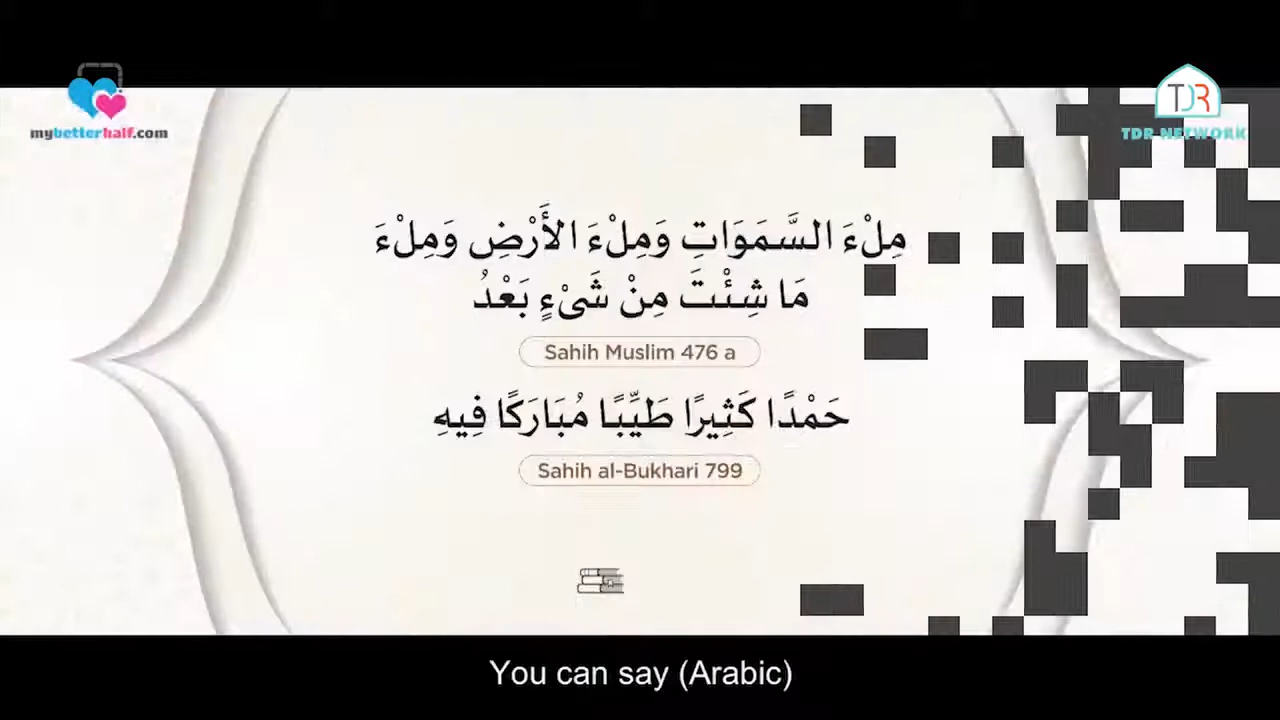 mybetterhalf.com
TDR
TDR NETWORK
مِلْءَ السَّمَوَاتِ وَمِلْءَ الأَرْضِ وَمِلْءَ
مَا شِئْتَ مِنْ شَىْءٍ بَعْدُ
Sahih Muslim 476 a
حَمْدًا كَثِيرًا طَيِّبًا مُبَارَكًا فِيهِ
Sahih al-Bukhari 799
You can say (Arabic)